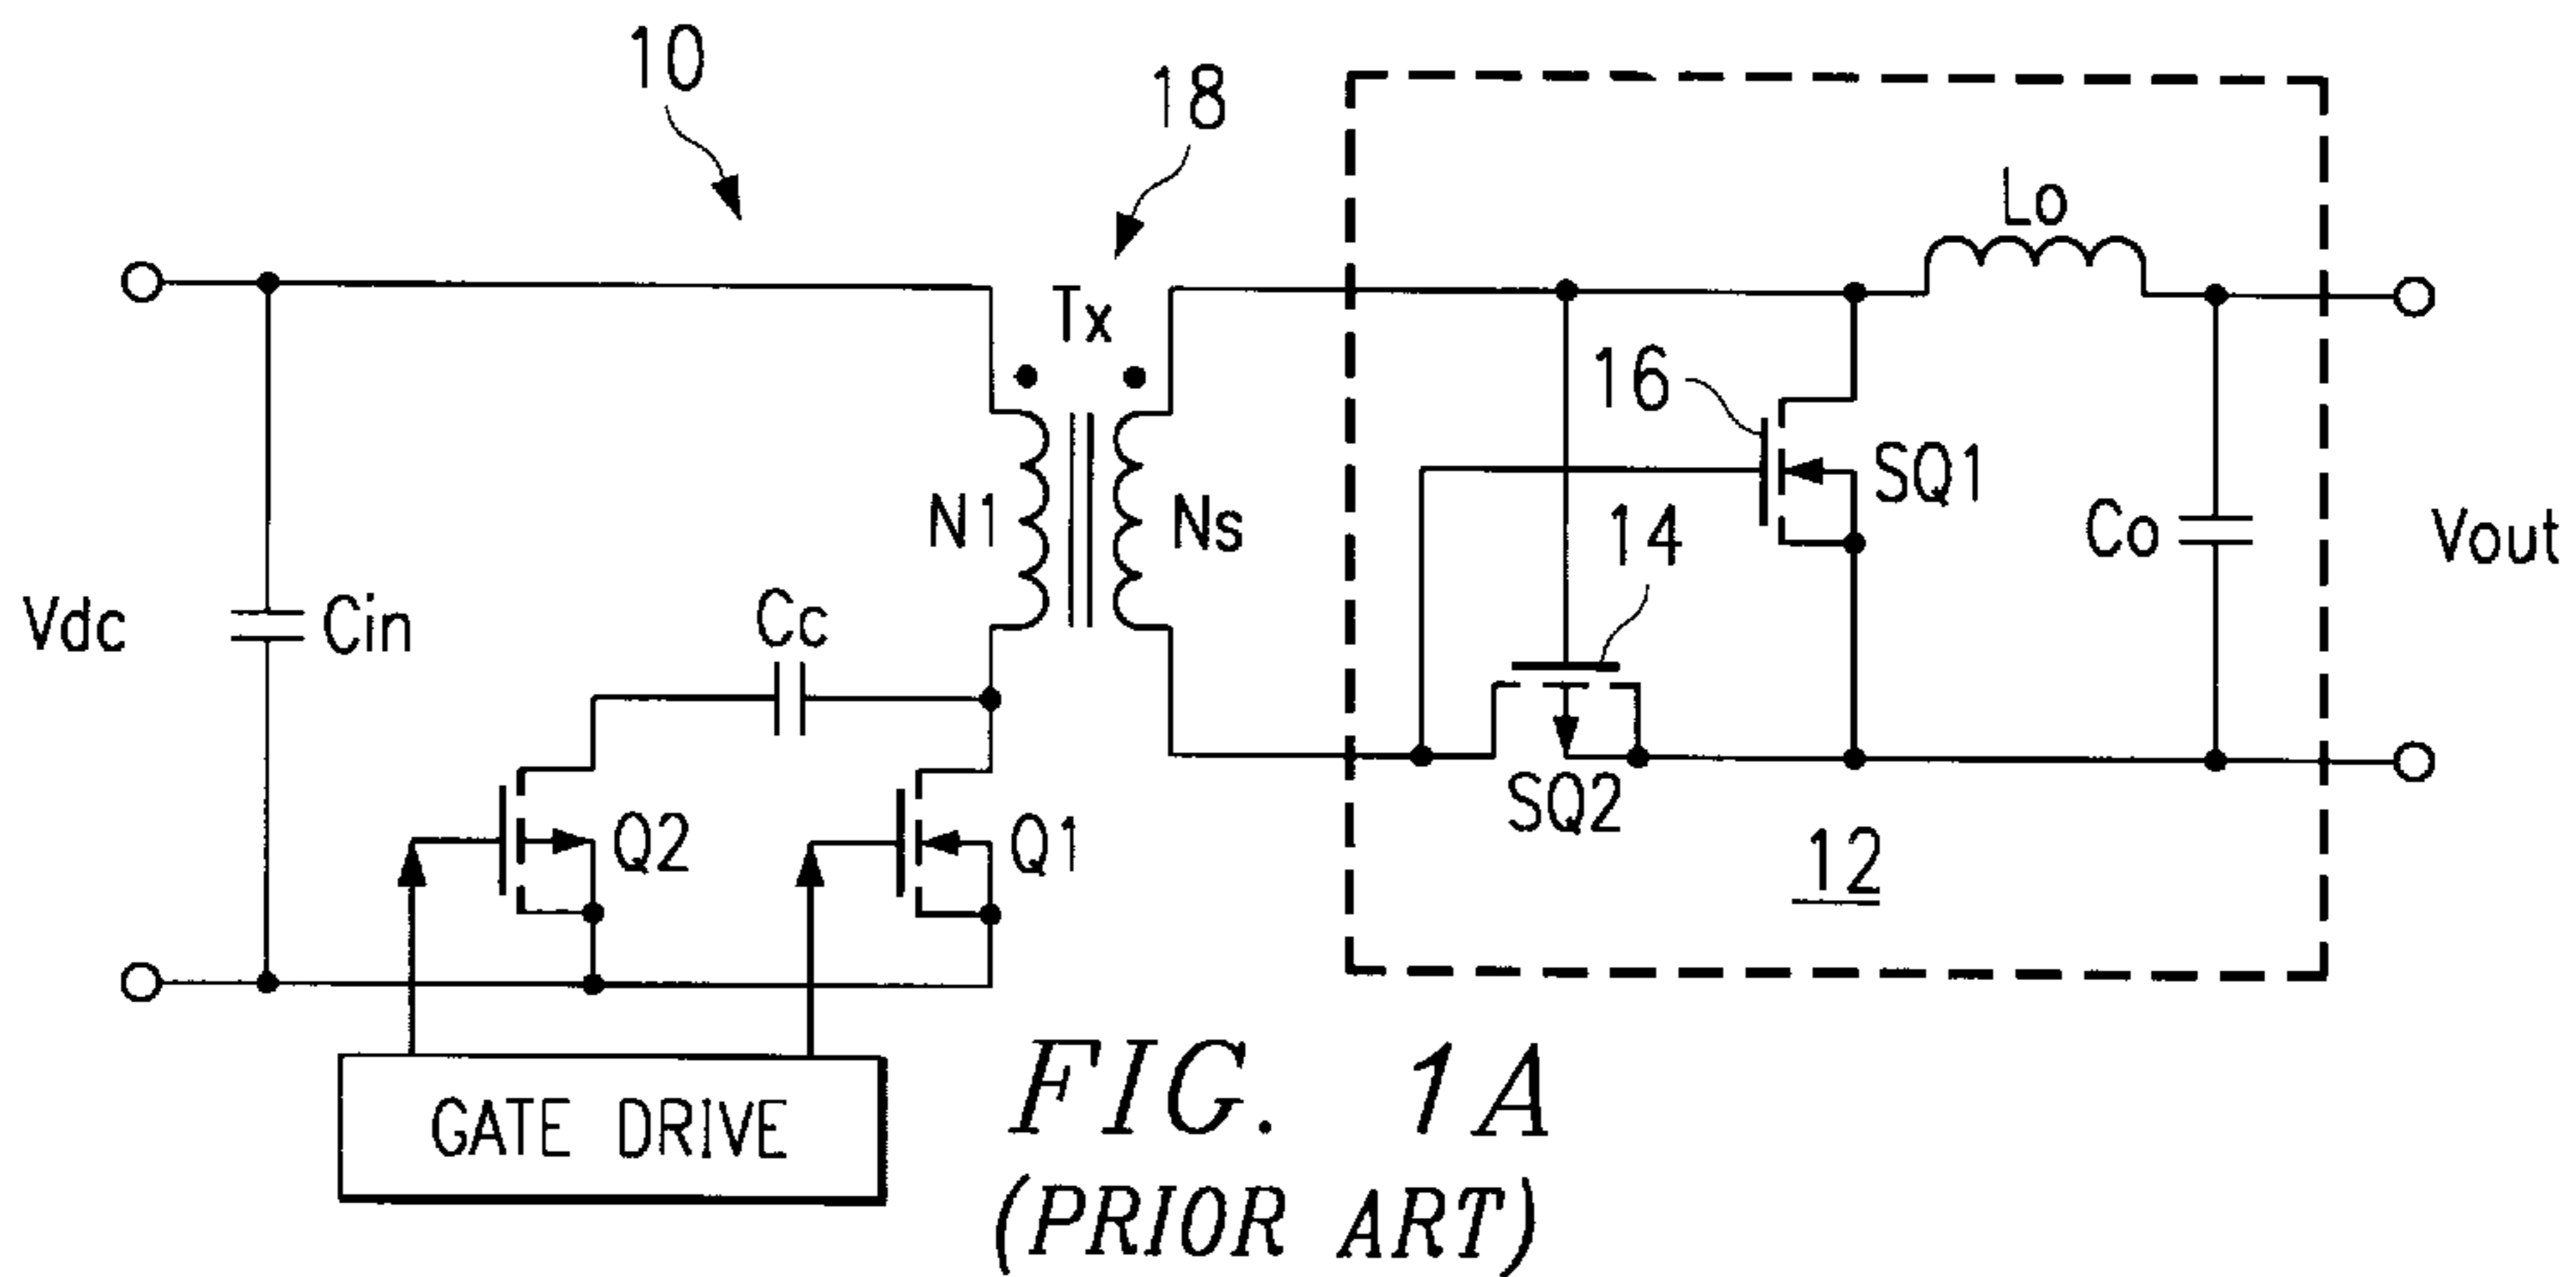 10
18
Lo
Tx
16
SQ1
N1
Ns
14
Co
Vout
Vdc
Cin
Cc
SQ2
Q2
Q1
12
GATE DRIVE
FIG. 1A
(PRIOR ART)